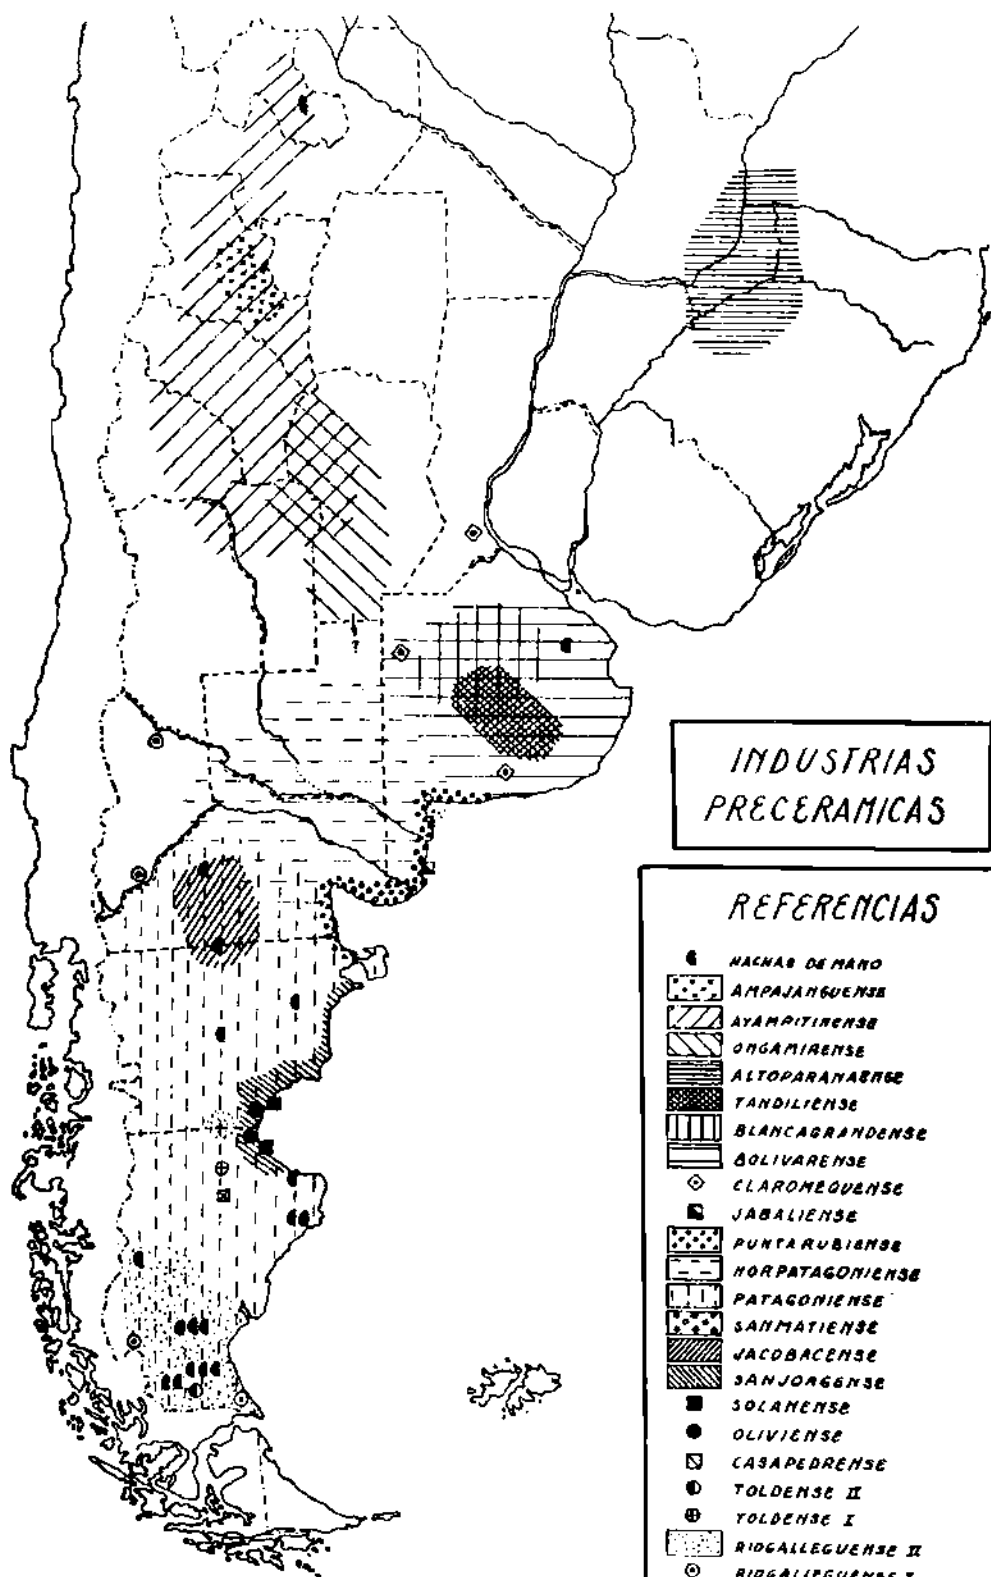 INDUSTRIAS
PRECERAMICAS
REFERENCIAS
HACHAS DE MANO
AMPAJANGUENSE
AYAMPITINENSE
ONGAMIRENSE
ALTOPARANAENSE
TANDILIENSE
BLANCAGRANDENSE
BOLIVARENSE
CLAROMEQUENSE
JABALIENSE
PUNTARUBIENSE
NORPATAGONIENSE
PATAGONIENSE
SANMATIENSE
JACOBACENSE
SANJORGENSE
SOLANENSE
OLIVIENSE
CASAPEDRENSE
TOLDENSE II
TOLDENSE I
RIOGALLEGUENSE II
RIOGALLEGUENSE I
?